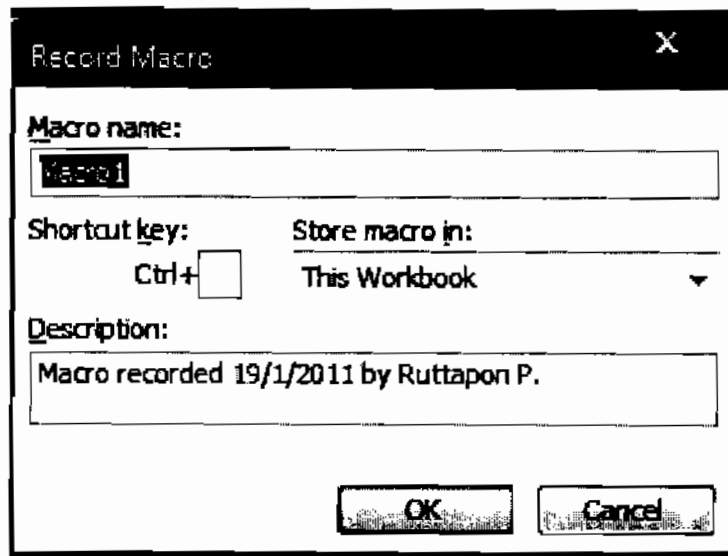 Record Macro X
Macro name:
Macro1
Shortcut key: Store macro in:
Ctrl+ This Workbook
Description:
Macro recorded 19/1/2011 by Ruttapon P.
OK Cancel